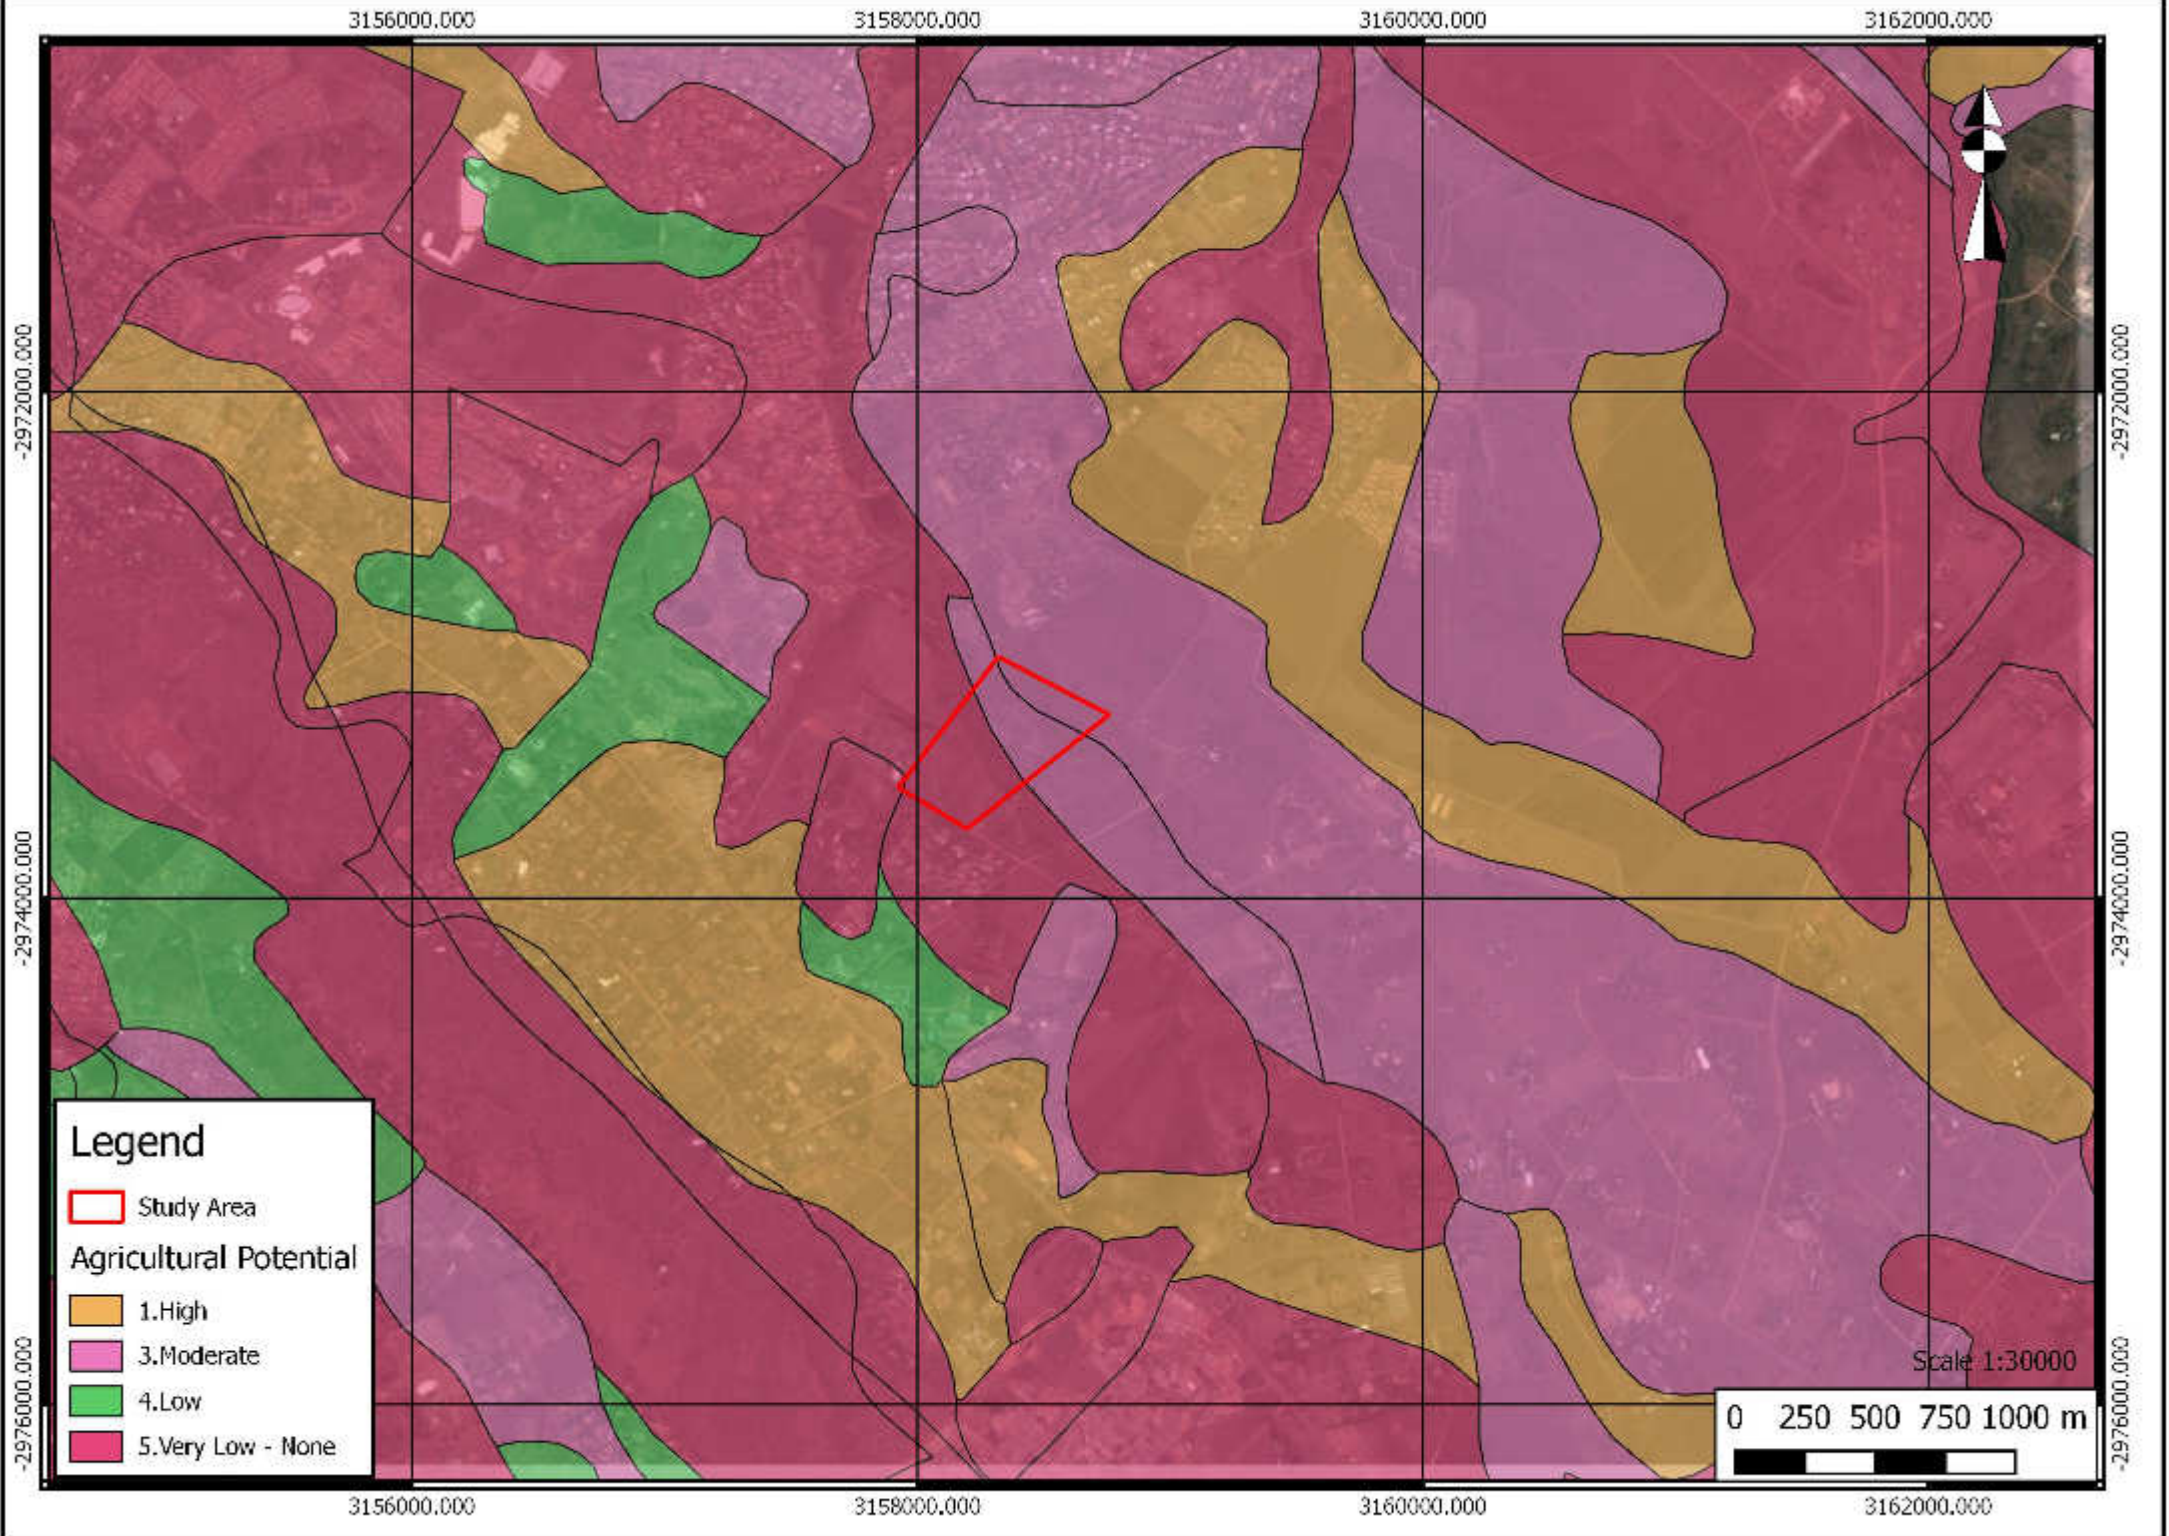 3156000.000 3158000.000 3160000.000 3162000.000
-2972000.000 -2972000.000
-2974000.000 -2974000.000
-2976000.000 -2976000.000
Legend
Study Area
Agricultural Potential
1.High
3.Moderate
4.Low
5.Very Low - None
Scale 1:30000
0 250 500 750 1000 m
3156000.000 3158000.000 3160000.000 3162000.000